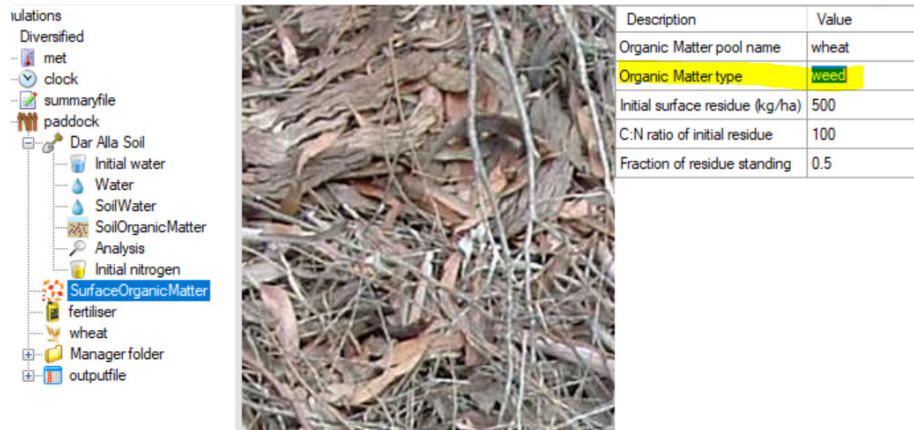 nulations
Diversified
met
clock
summaryfile
paddock
Dar Alla Soil
Initial water
Water
SoilWater
SoilOrganicMatter
Analysis
Initial nitrogen
SurfaceOrganicMatter
fertiliser
wheat
Manager folder
outputfile
Description Value
Organic Matter pool name wheat
Organic Matter type weed
Initial surface residue (kg/ha) 500
C:N ratio of initial residue 100
Fraction of residue standing 0.5